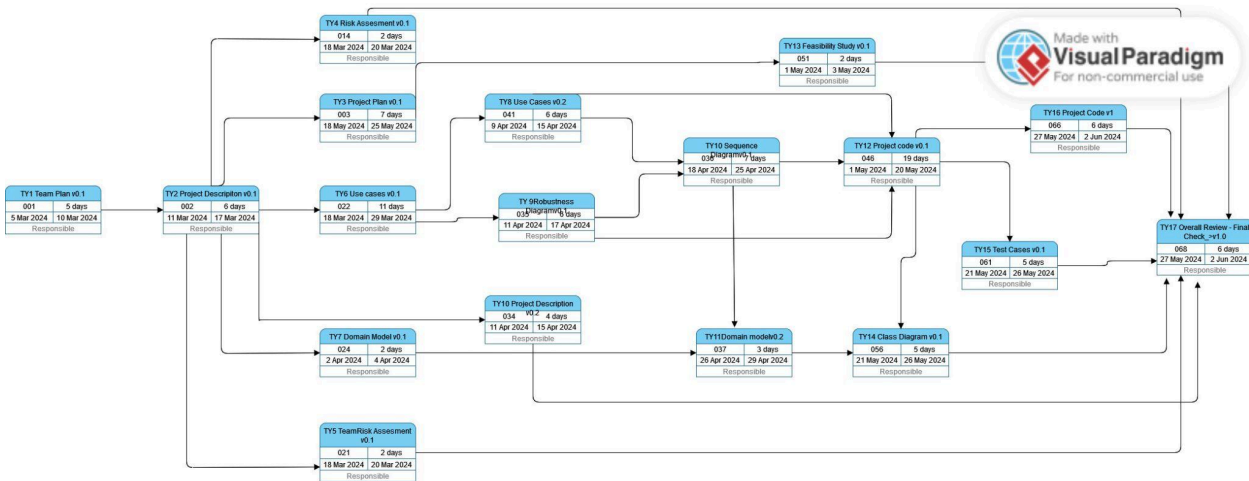 TY4 Risk Assesment v0.1
014 2 days
18 Mar 2024 20 Mar 2024
Responsible
Made with
Visual Paradigm
For non-commercial use
TY13 Feasibility Study v0.1
051 2 days
1 May 2024 3 May 2024
Responsible
TY3 Project Plan v0.1
003 7 days
18 May 2024 25 May 2024
Responsible
TY8 Use Cases v0.2
041 6 days
9 Apr 2024 15 Apr 2024
Responsible
TY16 Project Code v1
066 6 days
27 May 2024 2 Jun 2024
Responsible
TY10 Sequence
Diagramv0.1
036 7 days
18 Apr 2024 25 Apr 2024
Responsible
TY12 Project code v0.1
046 19 days
1 May 2024 20 May 2024
Responsible
TY1 Team Plan v0.1
001 5 days
5 Mar 2024 10 Mar 2024
Responsible
TY2 Project Descripiton v0.1
002 6 days
11 Mar 2024 17 Mar 2024
Responsible
TY6 Use cases v0.1
022 11 days
18 Mar 2024 29 Mar 2024
Responsible
TY 9Robustness
Diagramv0.1
035 6 days
11 Apr 2024 17 Apr 2024
Responsible
TY17 Overall Review - Final
Check_>v1.0
068 6 days
27 May 2024 2 Jun 2024
Responsible
TY15 Test Cases v0.1
061 5 days
21 May 2024 26 May 2024
Responsible
TY10 Project Description
v0.2
034 4 days
11 Apr 2024 15 Apr 2024
Responsible
TY7 Domain Model v0.1
024 2 days
2 Apr 2024 4 Apr 2024
Responsible
TY11Domain modelv0.2
037 3 days
26 Apr 2024 29 Apr 2024
Responsible
TY14 Class Diagram v0.1
056 5 days
21 May 2024 26 May 2024
Responsible
TY5 TeamRisk Assesment
v0.1
021 2 days
18 Mar 2024 20 Mar 2024
Responsible